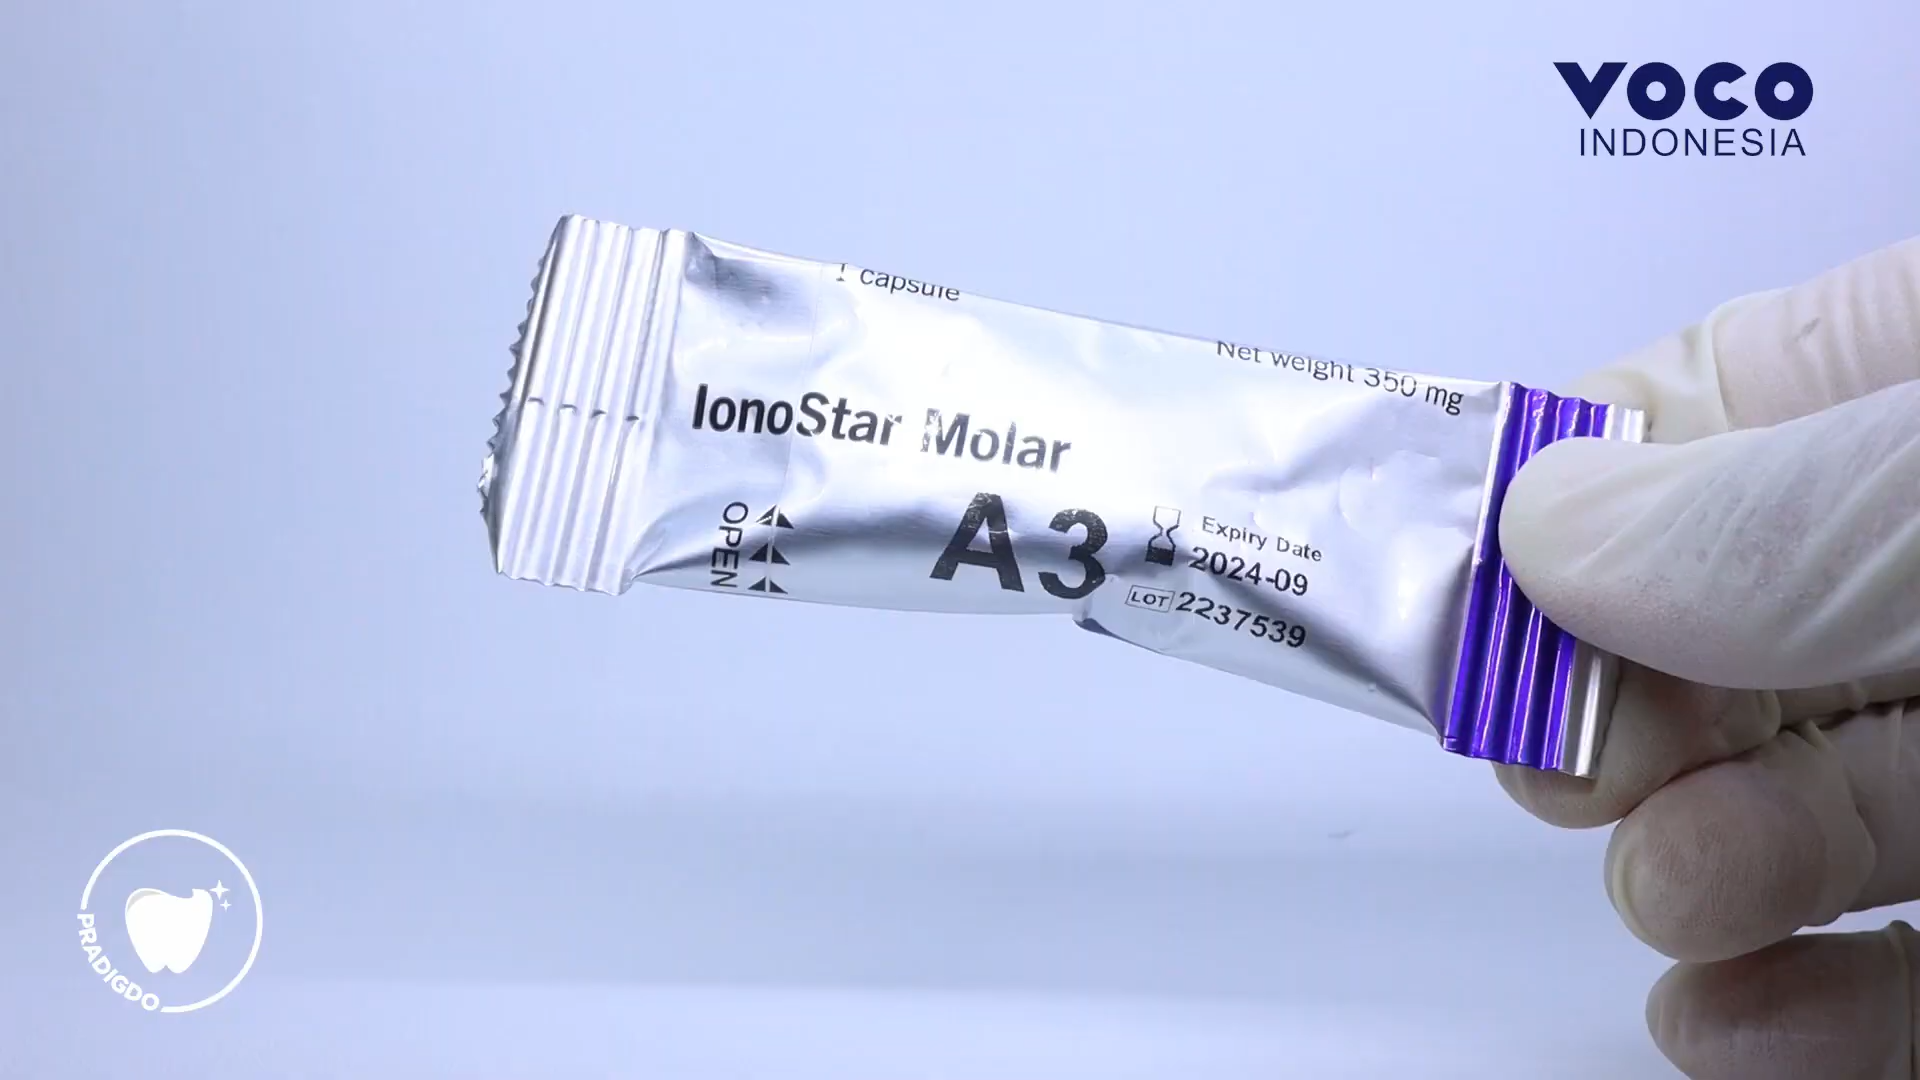 VOCO
INDONESIA
1 capsule
Net weight 350 mg
IonoStar Molar
OPEN
A3
Expiry Date
2024-09
LOT 2237539
PRADIGDO